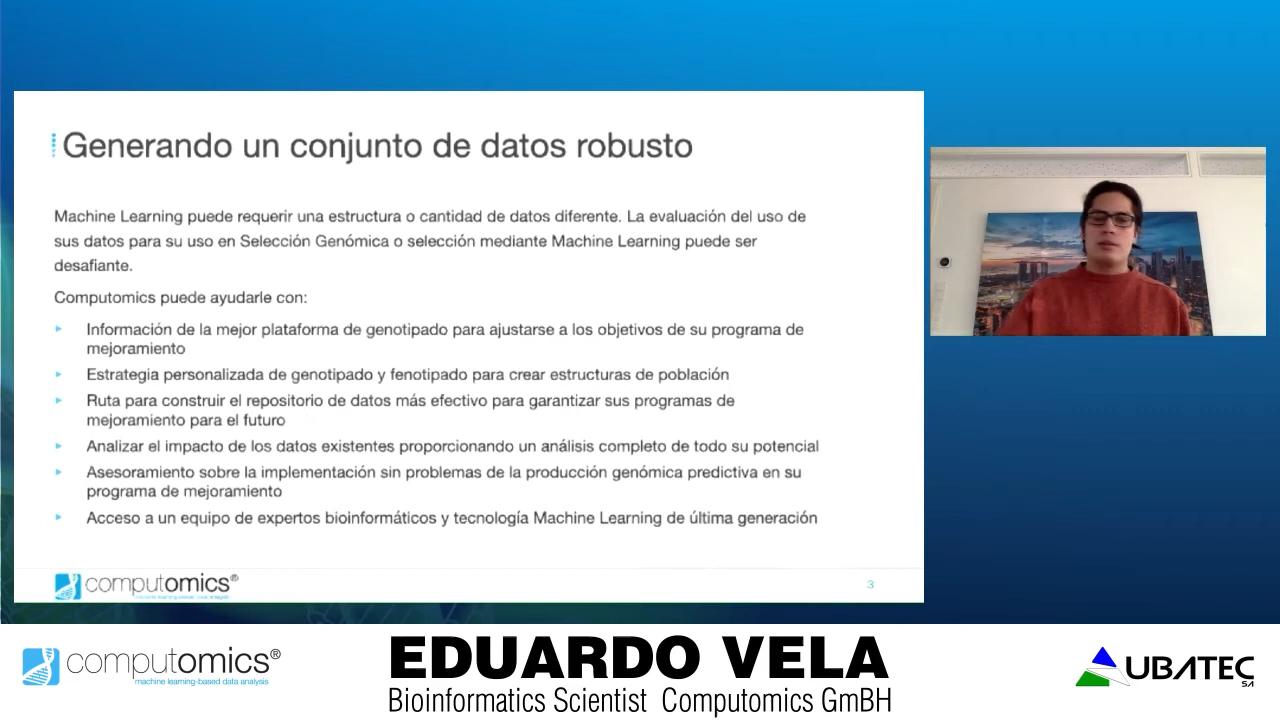 Generando un conjunto de datos robusto
Machine Learning puede requerir una estructura o cantidad de datos diferente. La evaluación del uso de
sus datos para su uso en Selección Genómica o selección mediante Machine Learning puede ser
desafiante.
Computomics puede ayudarle con:
Información de la mejor plataforma de genotipado para ajustarse a los objetivos de su programa de
mejoramiento
Estrategia personalizada de genotipado y fenotipado para crear estructuras de población
Ruta para construir el repositorio de datos más efectivo para garantizar sus programas de
mejoramiento para el futuro
Analizar el impacto de los datos existentes proporcionando un análisis completo de todo su potencial
Asesoramiento sobre la implementación sin problemas de la producción genómica predictiva en su
programa de mejoramiento
Acceso a un equipo de expertos bioinformáticos y tecnología Machine Learning de última generación
computomics®
3
computomics®
machine learning-based data analysis
EDUARDO VELA
Bioinformatics Scientist Computomics GmBH
UBATEC
SA